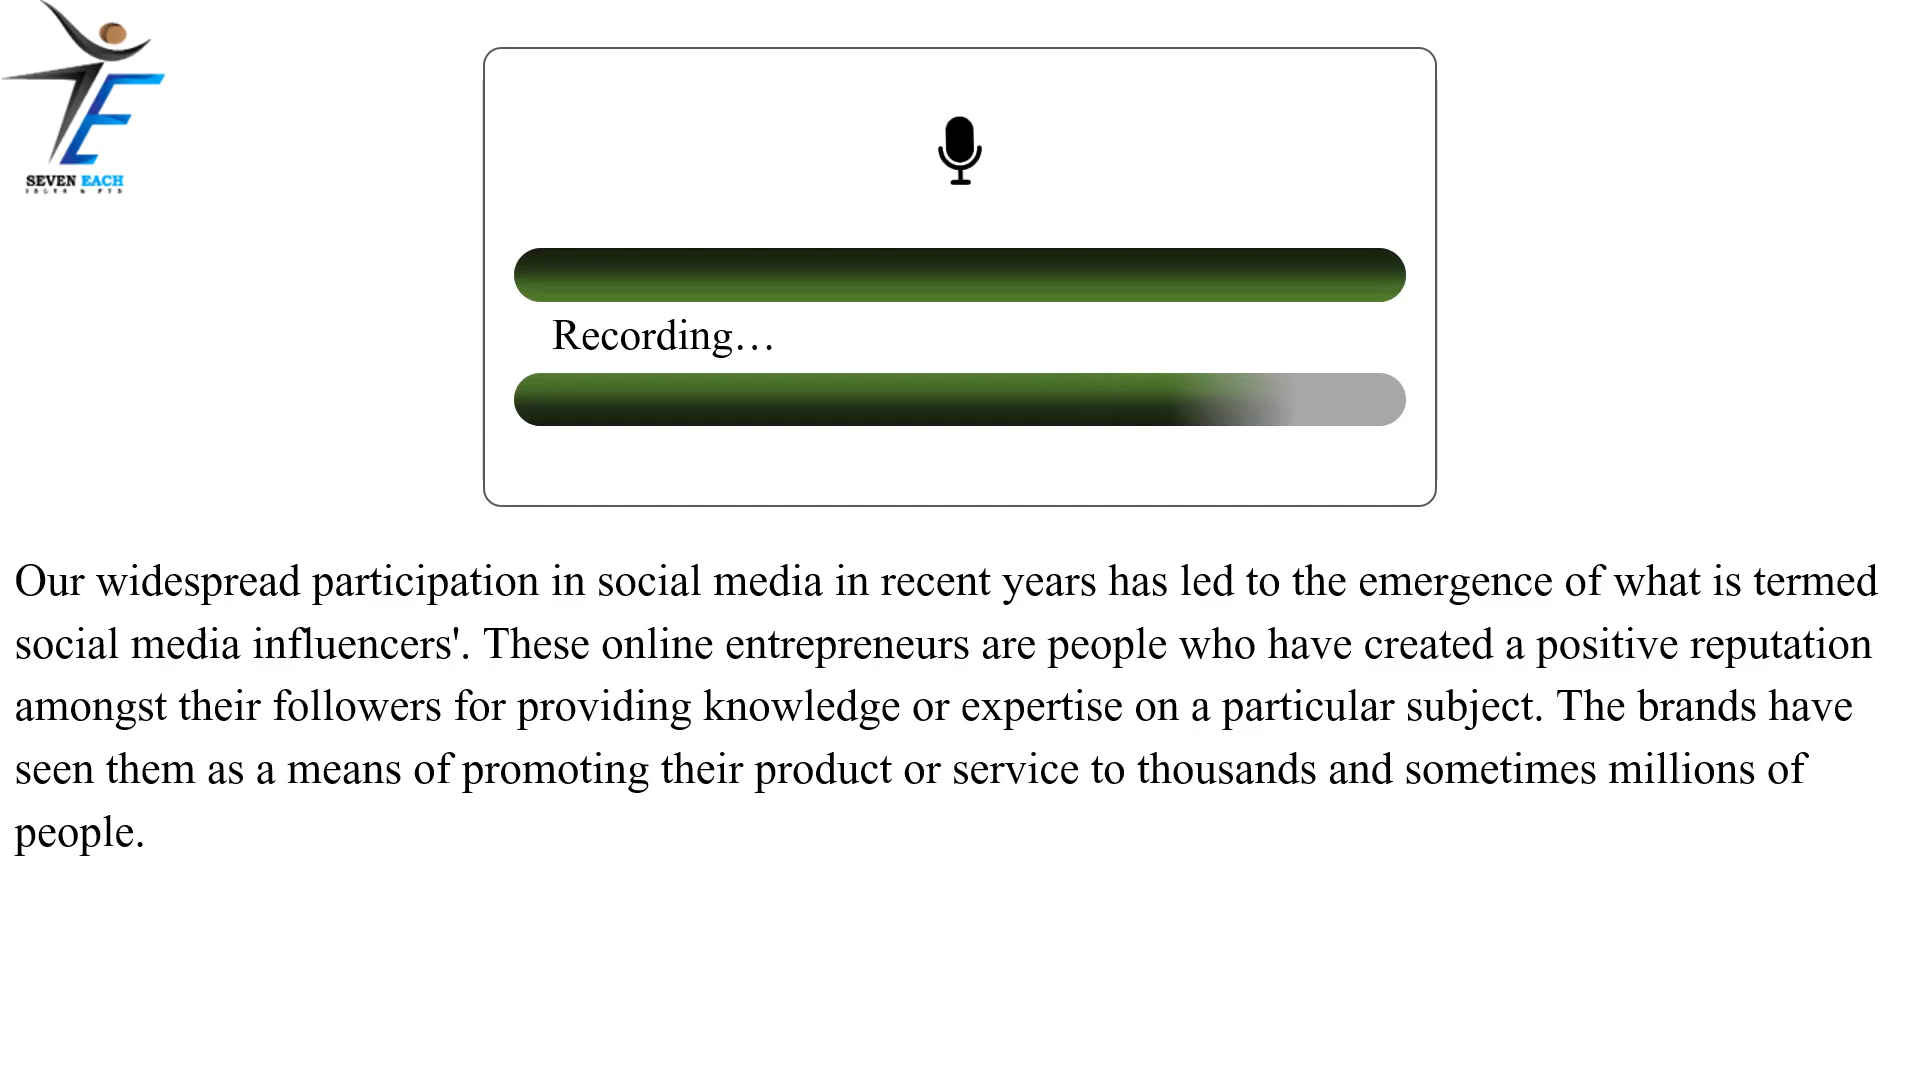 SEVEN EACH
Recording…
Our widespread participation in social media in recent years has led to the emergence of what is termed
social media influencers'. These online entrepreneurs are people who have created a positive reputation
amongst their followers for providing knowledge or expertise on a particular subject. The brands have
seen them as a means of promoting their product or service to thousands and sometimes millions of
people.